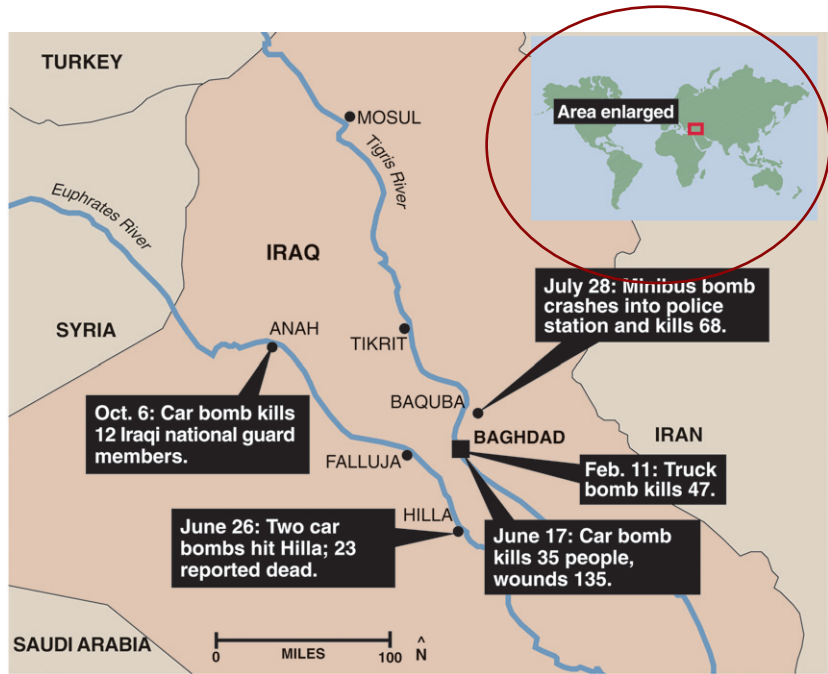 TURKEY
MOSUL
Tigris River
Area enlarged
Euphrates River
IRAQ
July 28: Minibus bomb
crashes into police
station and kills 68.
SYRIA
ANAH
TIKRIT
BAQUBA
Oct. 6: Car bomb kills
12 Iraqi national guard
members.
BAGHDAD
IRAN
FALLUJA
Feb. 11: Truck
bomb kills 47.
HILLA
June 26: Two car
bombs hit Hilla; 23
reported dead.
June 17: Car bomb
kills 35 people,
wounds 135.
SAUDI ARABIA
0 MILES 100
^
N